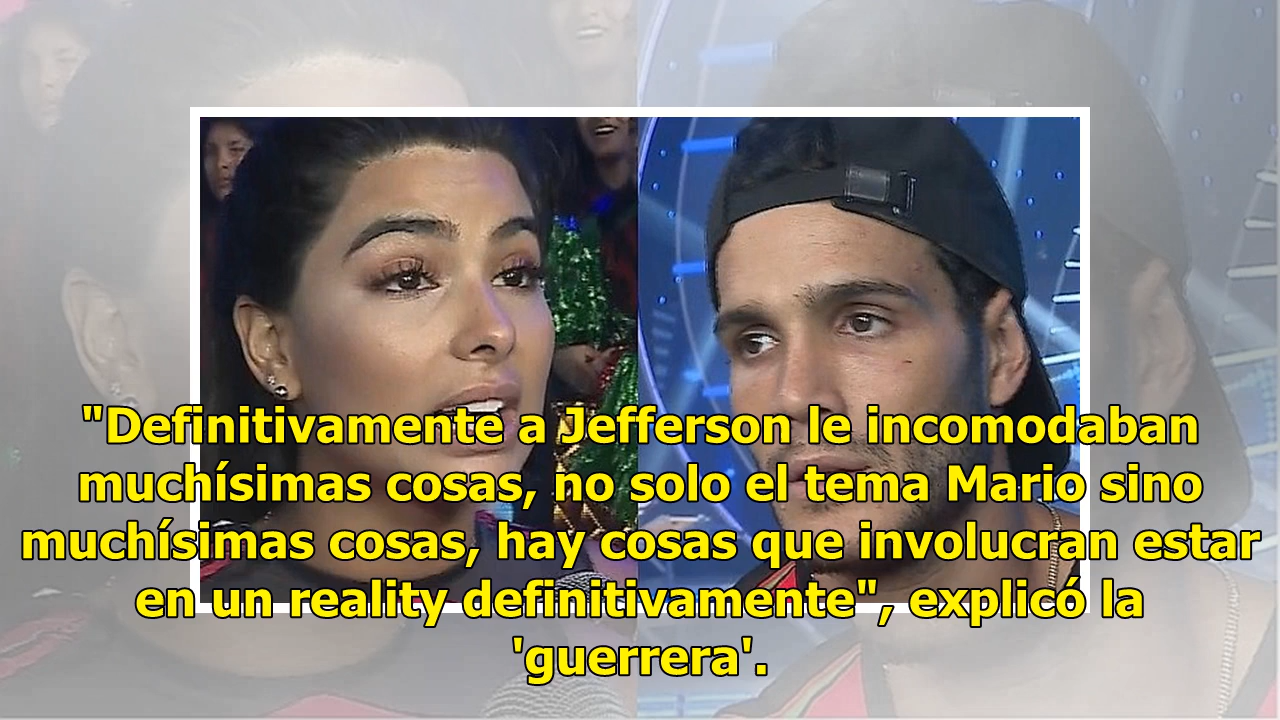 "Definitivamente a Jefferson le incomodaban
muchísimas cosas, no solo el tema Mario sino
muchísimas cosas, hay cosas que involucran estar
en un reality definitivamente", explicó la
'guerrera'.